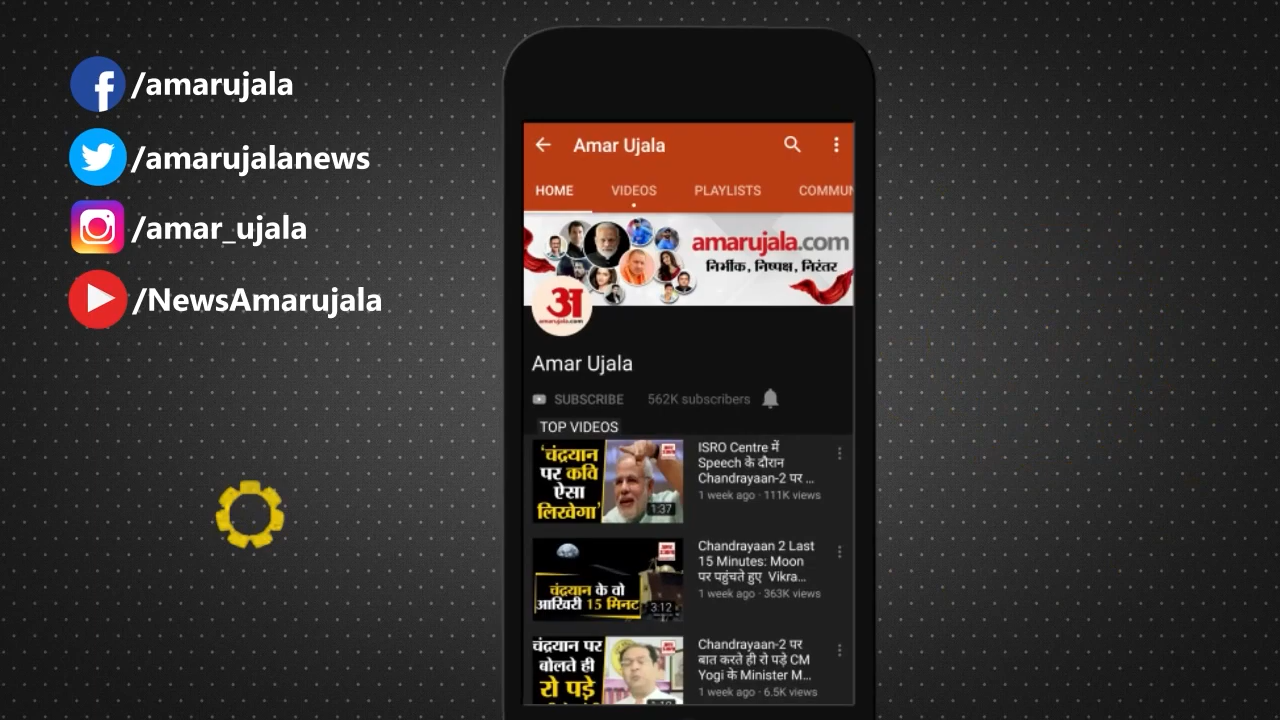 /amarujala
/amarujalanews
/amar_ujala
/NewsAmarujala
Amar Ujala
HOME VIDEOS PLAYLISTS COMMUN
amarujala.com
निर्भीक, निष्पक्ष, निरंतर
अ
amarujala.com
Amar Ujala
SUBSCRIBE 562K subscribers
TOP VIDEOS
'चंद्रयान
पर कवि
ऐसा
लिखेगा'
1:37
ISRO Centre में
Speech के दौरान
Chandrayaan-2 पर ...
1 week ago · 111K views
चंद्रयान के वो
आखिरी 15 मिनट
3:12
Chandrayaan 2 Last
15 Minutes: Moon
पर पहुंचते हुए Vikra...
1 week ago · 363K views
चंद्रयान पर
बोलते ही
रो पड़े
Chandrayaan-2 पर
बात करते ही रो पड़े CM
Yogi के Minister M...
1 week ago · 6.5K views